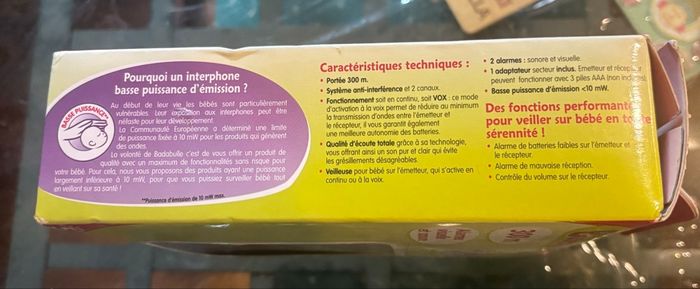 Pourquoi un interphone
basse puissance d'émission ?
BASSE PUISSANCE**
Au début de leur vie les bébés sont particulièrement
vulnérables. Leur exposition aux interphones peut être
néfaste pour leur développement.
La Communauté Européenne a déterminé une limite
de puissance fixée à 10 mW pour les produits qui génèrent
des ondes.
La volonté de Badabulle c'est de vous offrir un produit de
qualité avec un maximum de fonctionnalités sans risque pour
votre bébé. Pour cela, nous vous proposons des produits ayant une puissance
largement inférieure à 10 mW, pour que vous puissiez surveiller bébé tout
en veillant sur sa santé !
**Puissance d'émission de 10 mW max.
Caractéristiques techniques :
• Portée 300 m.
• Système anti-interférence et 2 canaux.
• Fonctionnement soit en continu, soit VOX : ce mode
d'activation à la voix permet de réduire au minimum
la transmission d'ondes entre l'émetteur et
le récepteur, il vous garantit également
une meilleure autonomie des batteries.
• Qualité d'écoute totale grâce à sa technologie,
vous offrant ainsi un son pur et clair qui évite
les grésillements désagréables.
• Veilleuse pour bébé sur l'émetteur, qui s'active en
continu ou à la voix.
• 2 alarmes : sonore et visuelle.
• 1 adaptateur secteur inclus. Emetteur et récepteur
peuvent fonctionner avec 3 piles AAA (non incluses)
• Basse puissance d'émission <10 mW.
Des fonctions performantes
pour veiller sur bébé en toute
sérennité !
• Alarme de batteries faibles sur l'émetteur et
le récepteur.
• Alarme de mauvaise réception.
• Contrôle du volume sur le récepteur.